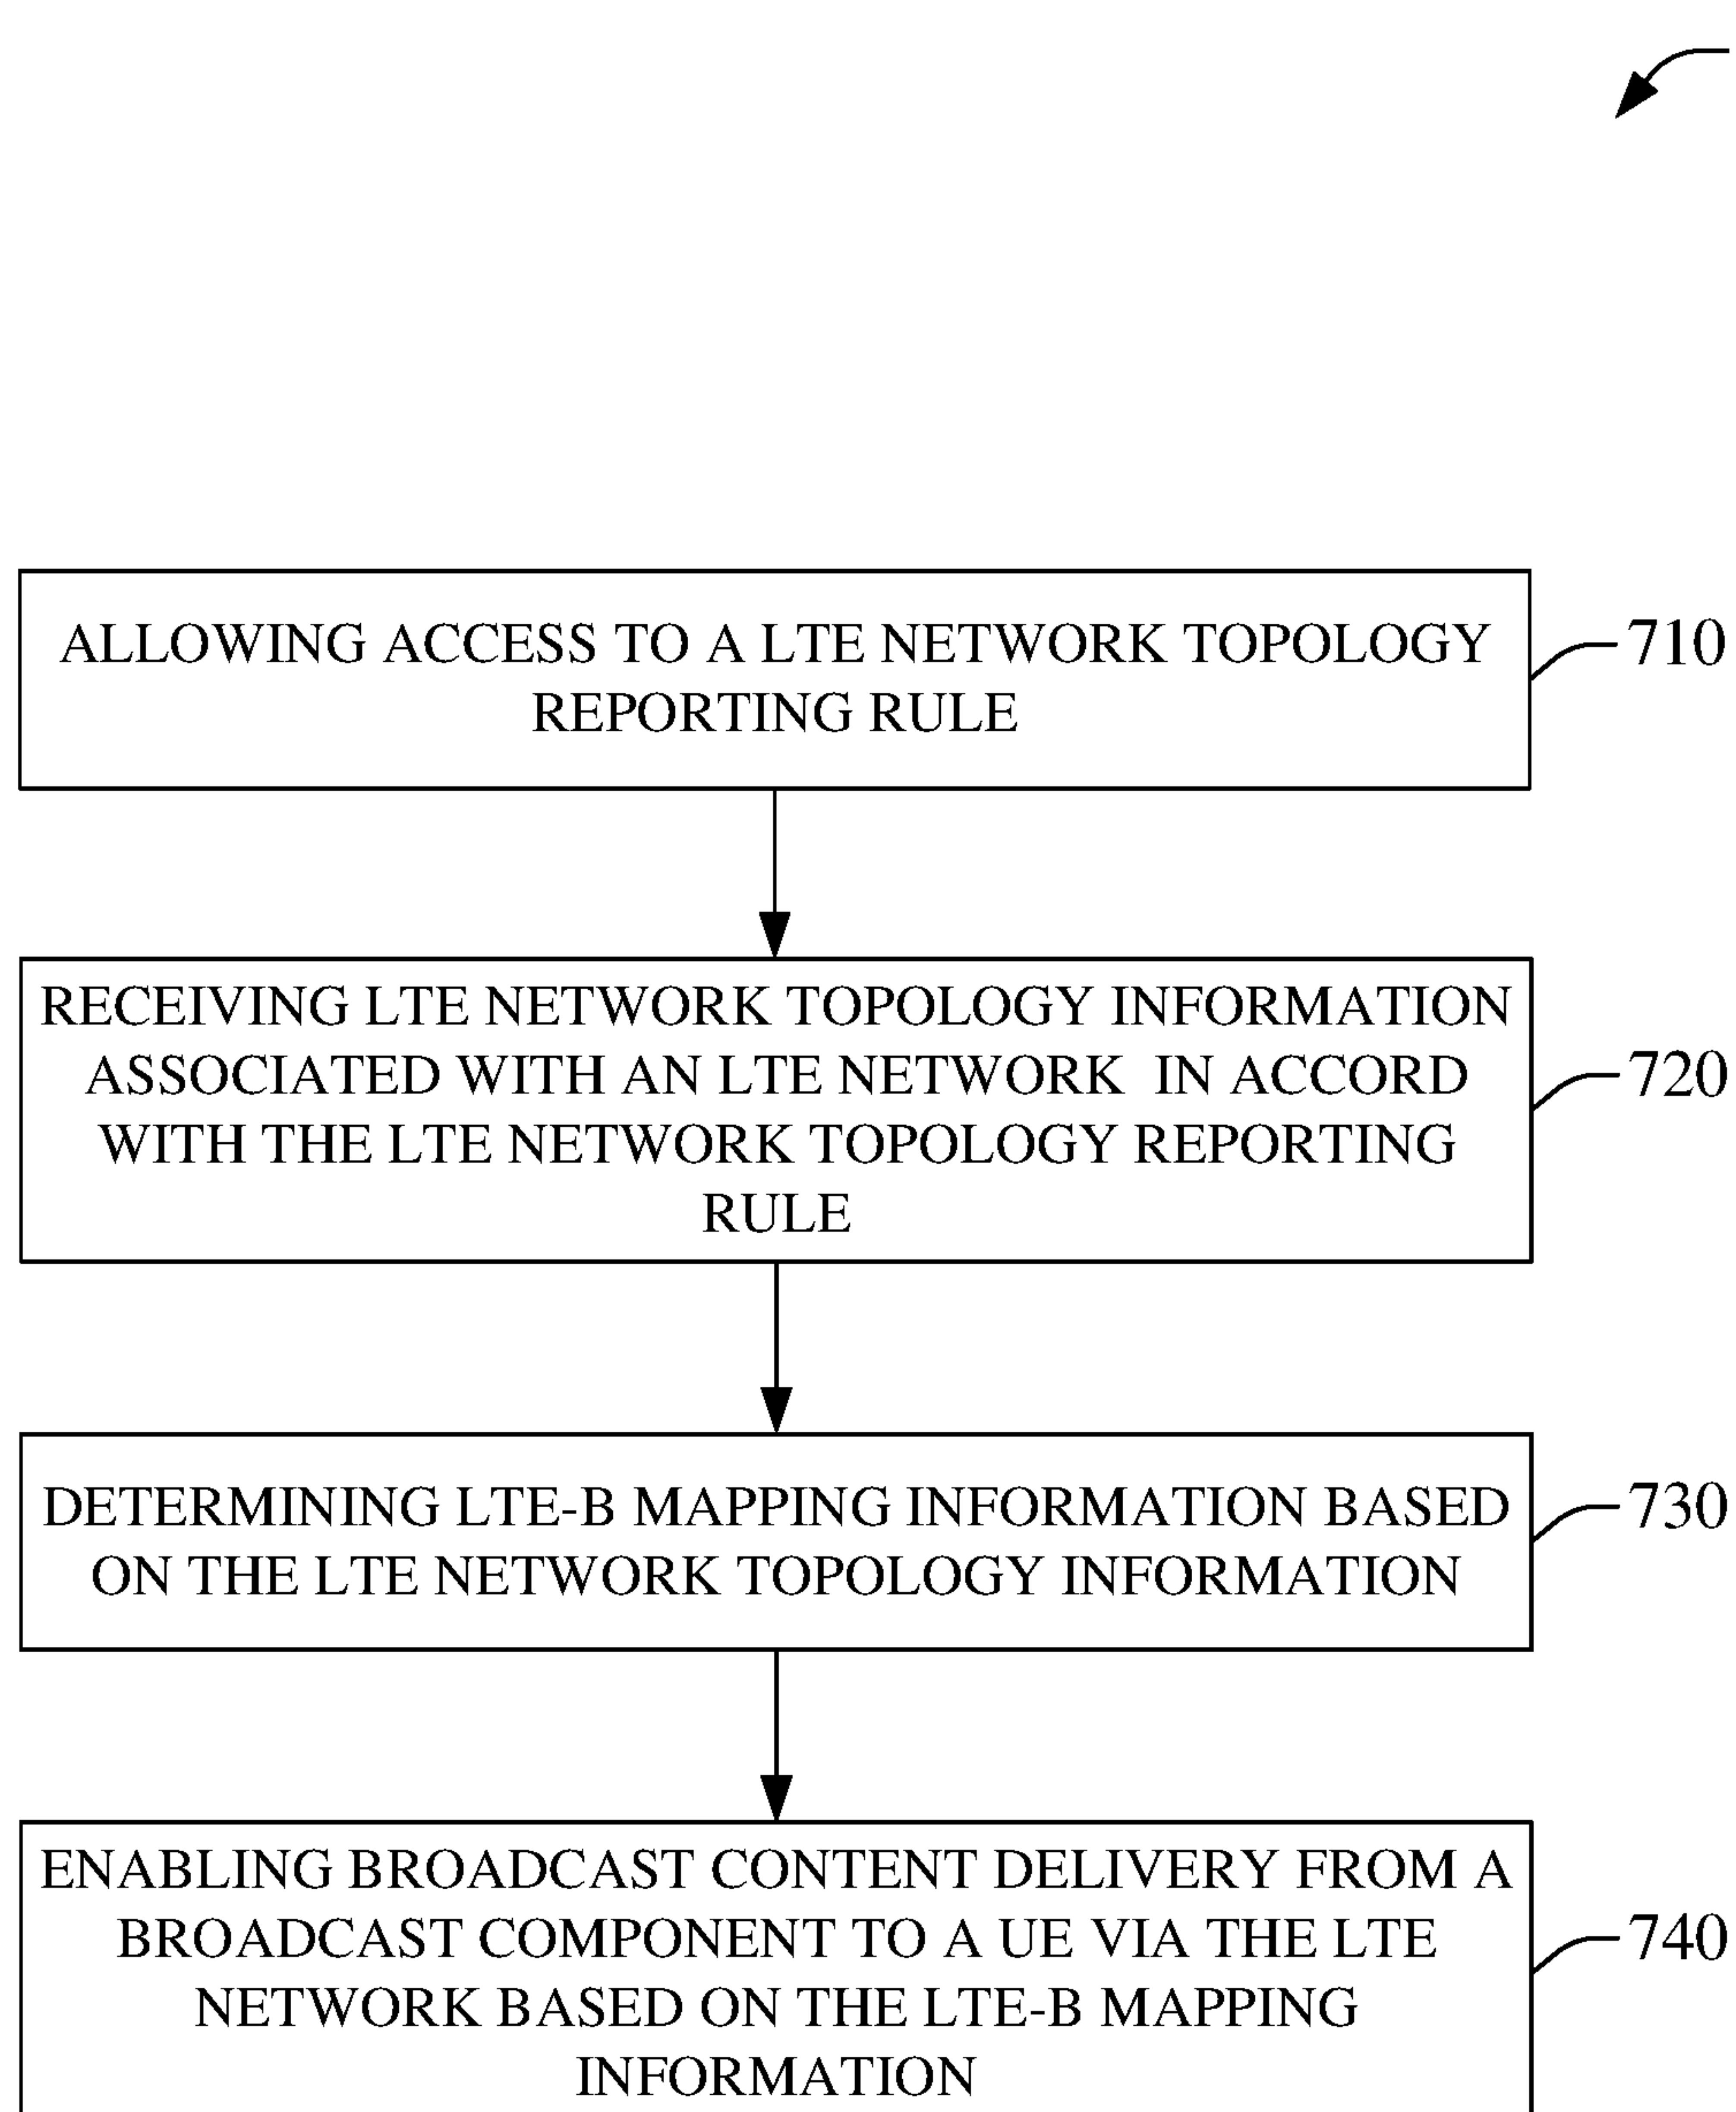 ALLOWING ACCESS TO A LTE NETWORK TOPOLOGY
REPORTING RULE
710
RECEIVING LTE NETWORK TOPOLOGY INFORMATION
ASSOCIATED WITH AN LTE NETWORK IN ACCORD
WITH THE LTE NETWORK TOPOLOGY REPORTING
RULE
720
DETERMINING LTE-B MAPPING INFORMATION BASED
ON THE LTE NETWORK TOPOLOGY INFORMATION
730
ENABLING BROADCAST CONTENT DELIVERY FROM A
BROADCAST COMPONENT TO A UE VIA THE LTE
NETWORK BASED ON THE LTE-B MAPPING
INFORMATION
740